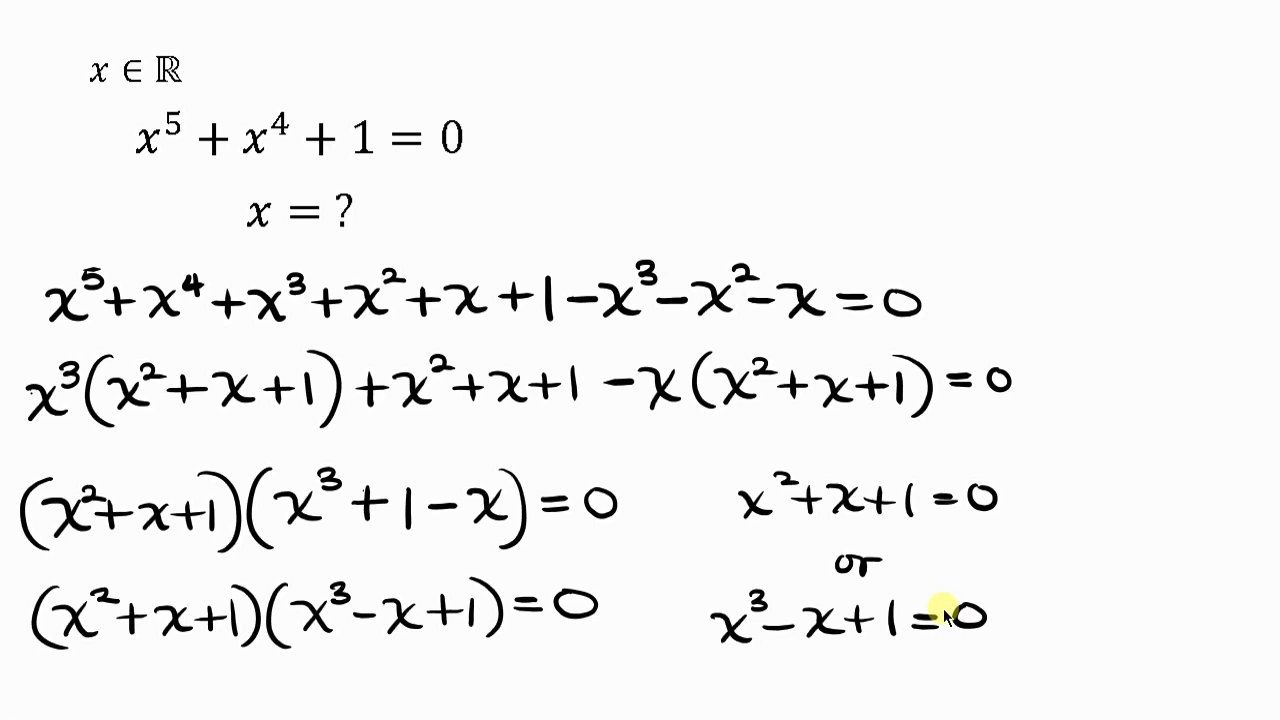 x ∈ ℝ
x⁵ + x⁴ + 1 = 0
x = ?
x⁵+x⁴+x³+x²+x+1-x³-x²-x=0
x³(x²+x+1)+x²+x+1-x(x²+x+1)=0
(x²+x+1)(x³+1-x)=0
(x²+x+1)(x³-x+1)=0
x²+x+1=0
or
x³-x+1=0